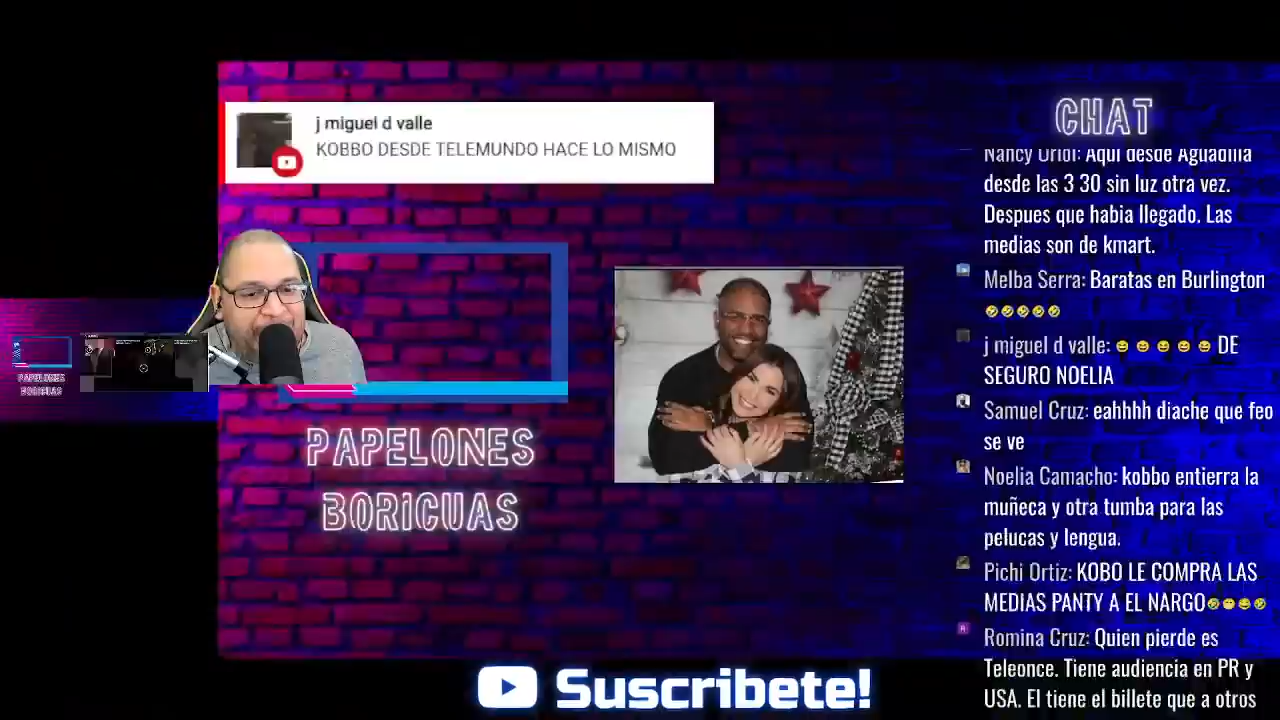 j miguel d valle
KOBBO DESDE TELEMUNDO HACE LO MISMO
PAPELONES
BORICUAS
PAPELONES
BORICUAS
CHAT
Nancy Uriol: Aqui desde Aguadilla
desde las 3 30 sin luz otra vez.
Despues que habia llegado. Las
medias son de kmart.
Melba Serra: Baratas en Burlington
🤣🤣🤣🤣🤣
j miguel d valle: 😄 😄 😄 😄 😄 DE
SEGURO NOELIA
Samuel Cruz: eahhhh diache que feo
se ve
Noelia Camacho: kobbo entierra la
muñeca y otra tumba para las
pelucas y lengua.
Pichi Ortiz: KOBO LE COMPRA LAS
MEDIAS PANTY A EL NARGO🤣😁😂🤣
Romina Cruz: Quien pierde es
Teleonce. Tiene audiencia en PR y
USA. El tiene el billete que a otros
Suscribete!